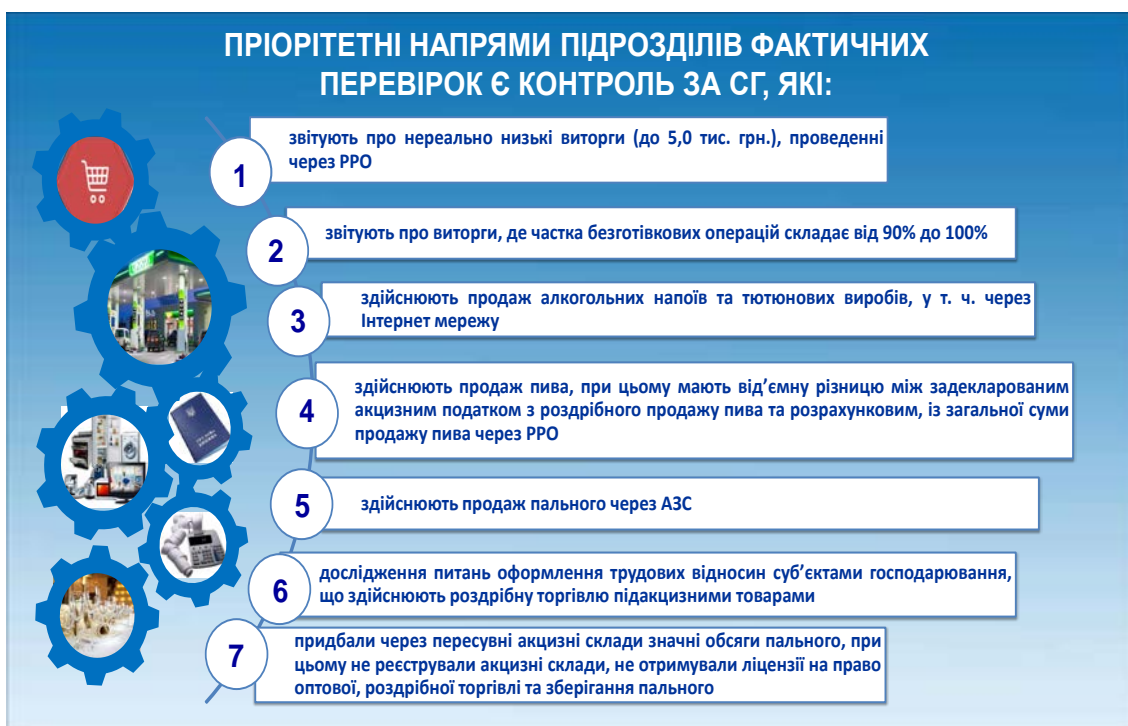 ПРІОРІТЕТНІ НАПРЯМИ ПІДРОЗДІЛІВ ФАКТИЧНИХ
ПЕРЕВІРОК Є КОНТРОЛЬ ЗА СГ, ЯКІ:
1
звітують про нереально низькі виторги (до 5,0 тис. грн.), проведенні
через РРО
2
звітують про виторги, де частка безготівкових операцій складає від 90% до 100%
3
здійснюють продаж алкогольних напоїв та тютюнових виробів, у т. ч. через
Інтернет мережу
4
здійснюють продаж пива, при цьому мають від’ємну різницю між задекларованим
акцизним податком з роздрібного продажу пива та розрахунковим, із загальної суми
продажу пива через РРО
5
здійснюють продаж пального через АЗС
6
дослідження питань оформлення трудових відносин суб’єктами господарювання,
що здійснюють роздрібну торгівлю підакцизними товарами
7
придбали через пересувні акцизні склади значні обсяги пального, при
цьому не реєстрували акцизні склади, не отримували ліцензії на право
оптової, роздрібної торгівлі та зберігання пального